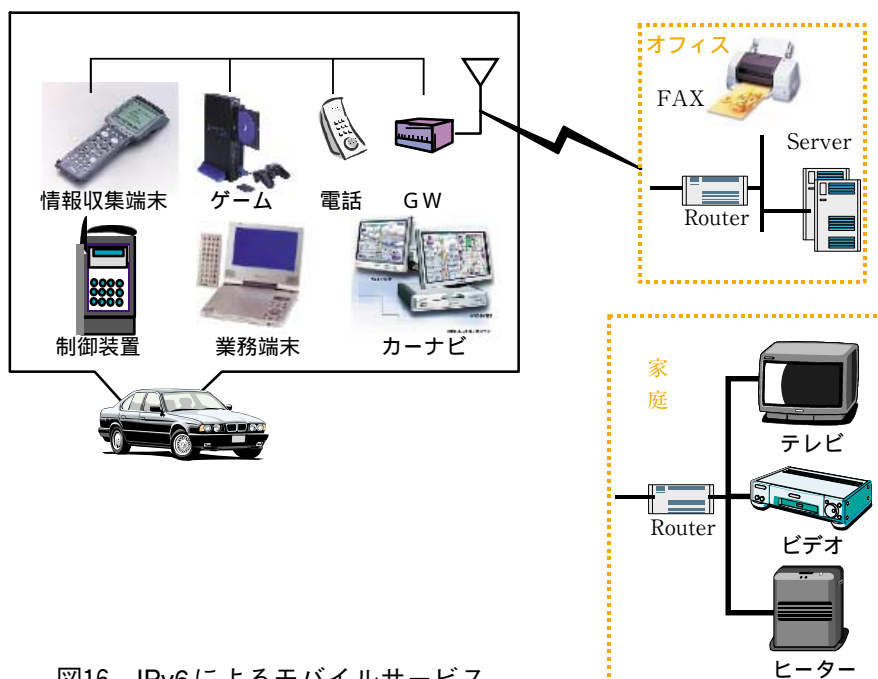 情報収集端末
ゲーム
電話
GW
制御装置
業務端末
カーナビ
オフィス
FAX
Server
Router
家
庭
テレビ
Router
ビデオ
ヒーター
図16 IPv6によるモバイルサービス